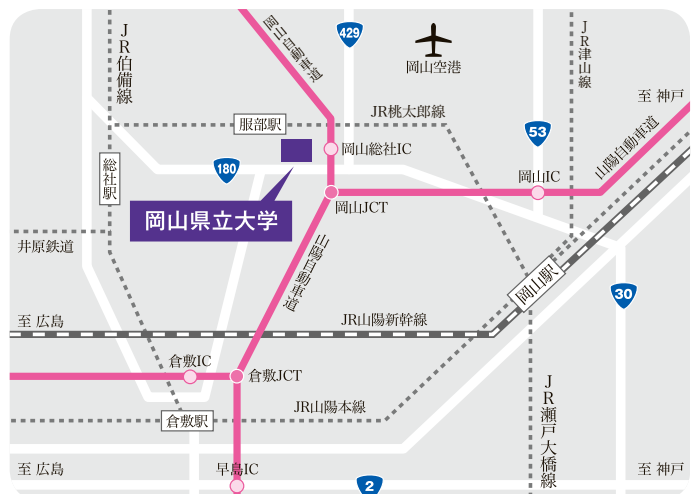 JR伯備線
岡山自動車道
429
岡山空港
JR津山線
至 神戸
服部駅
JR桃太郎線
53
山陽自動車道
岡山総社IC
総社駅
180
岡山IC
岡山県立大学
岡山JCT
井原鉄道
山陽自動車道
岡山駅
30
至 広島
JR山陽新幹線
倉敷IC
倉敷JCT
JR瀬戸大橋線
JR山陽本線
倉敷駅
至 広島
早島IC
2
至 神戸